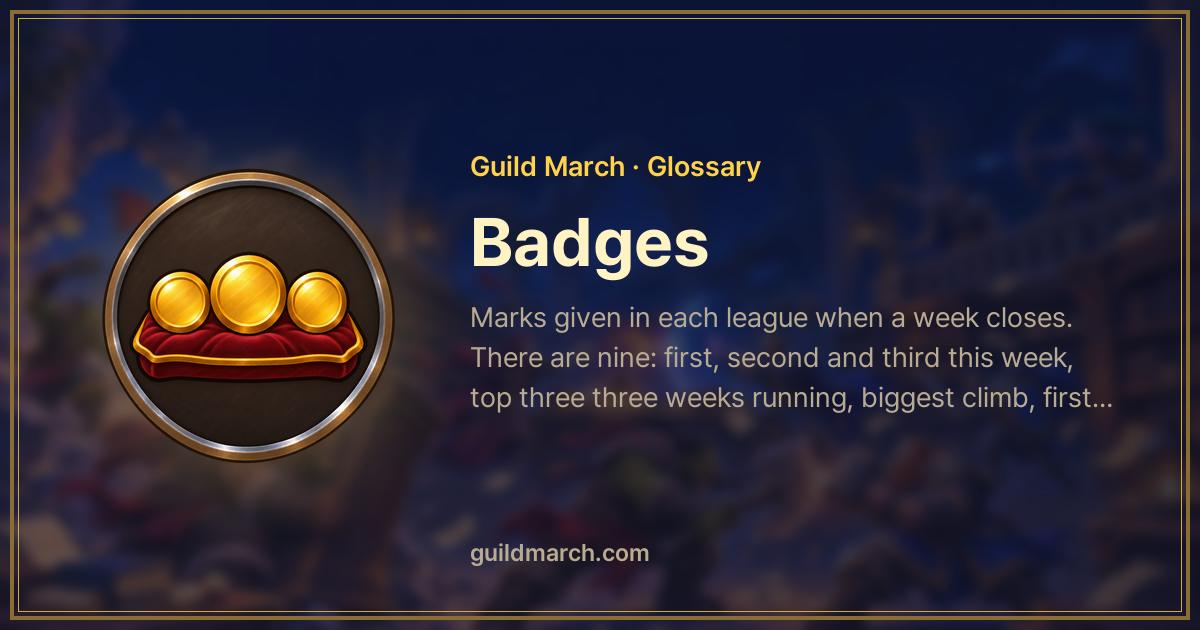 Guild March · Glossary
Badges
Marks given in each league when a week closes.
There are nine: first, second and third this week,
top three three weeks running, biggest climb, first...
guildmarch.com